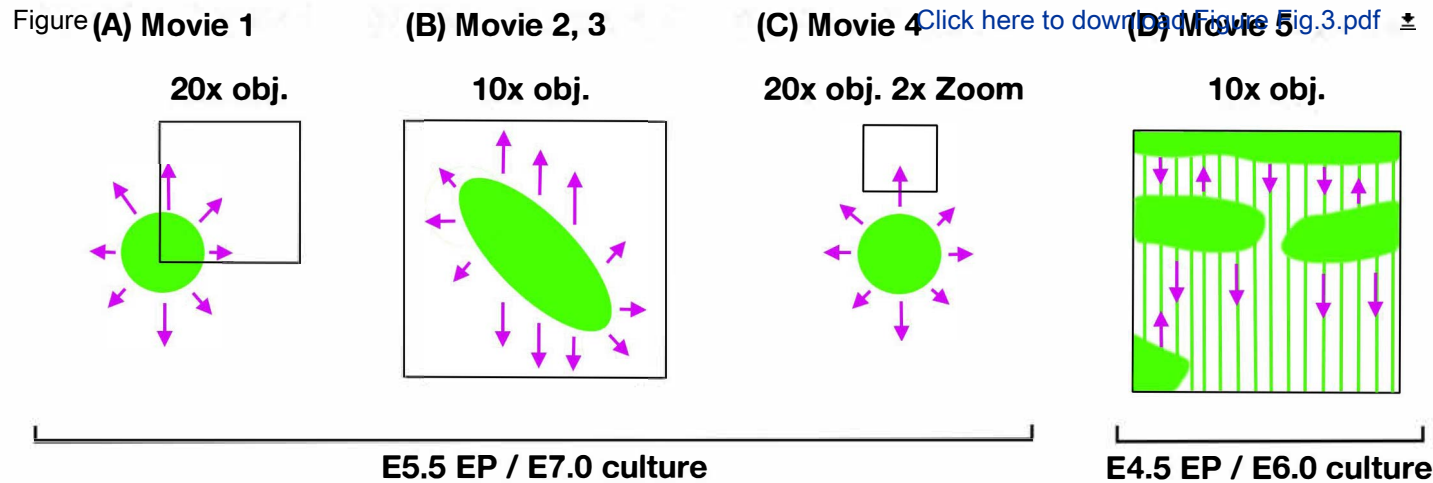 Figure
Click here to download Figure Fig.3.pdf
(A) Movie 1
(B) Movie 2, 3
(C) Movie 4
(D) Movie 5
20x obj.
10x obj.
20x obj. 2x Zoom
10x obj.
E5.5 EP / E7.0 culture
E4.5 EP / E6.0 culture